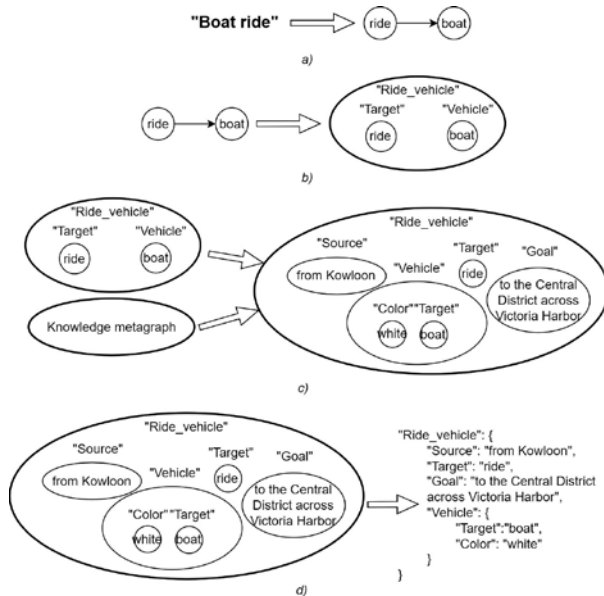 "Boat ride"
ride
boat
a)
ride
boat
"Ride_vehicle"
"Target"
"Vehicle"
ride
boat
b)
"Ride_vehicle"
"Target"
"Vehicle"
ride
boat
Knowledge metagraph
"Ride_vehicle"
"Source"
"Target"
"Goal"
from Kowloon
"Vehicle"
ride
to the Central
District across
Victoria Harbor
"Color"
"Target"
white
boat
c)
"Ride_vehicle"
"Source"
"Target"
"Goal"
from Kowloon
"Vehicle"
ride
to the Central
District across
Victoria Harbor
"Color"
"Target"
white
boat
"Ride_vehicle": {
"Source": "from Kowloon",
"Target": "ride",
"Goal": "to the Central District
across Victoria Harbor",
"Vehicle": {
"Target":"boat",
"Color": "white"
}
}
d)